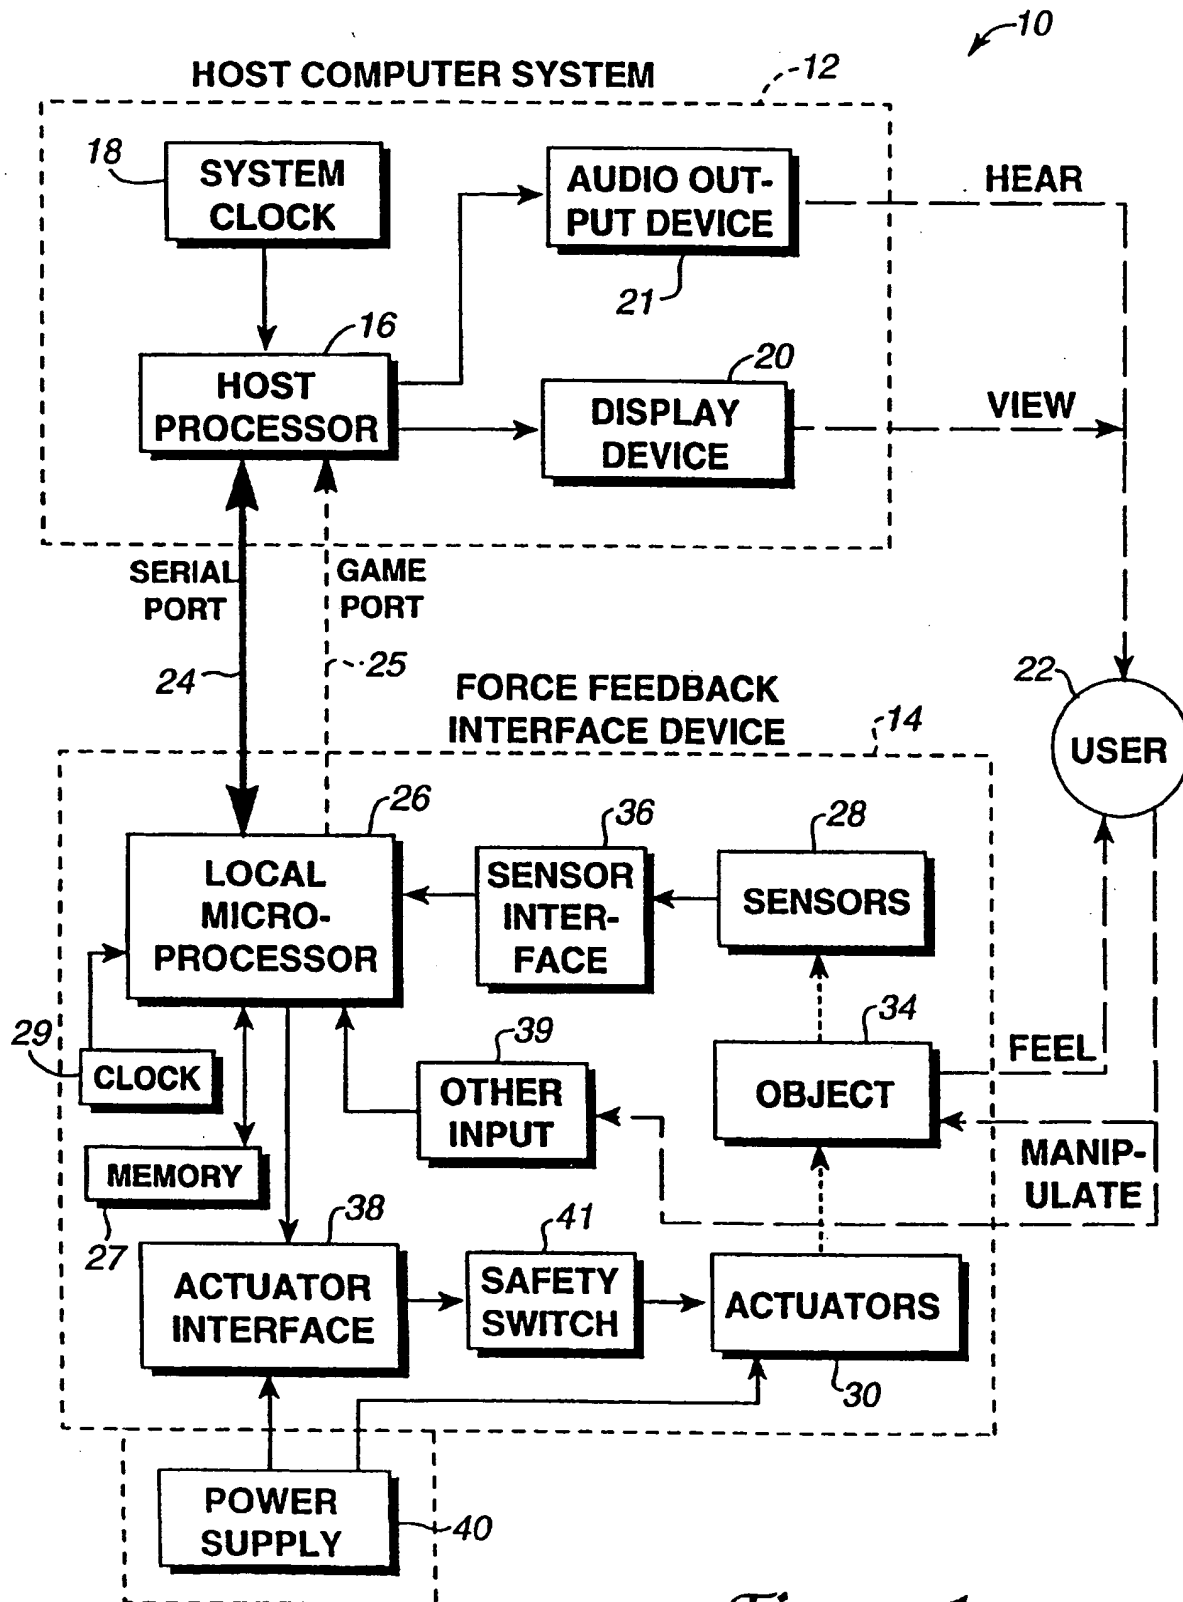 10
HOST COMPUTER SYSTEM
12
18
SYSTEM
CLOCK
AUDIO OUT-
PUT DEVICE
21
HEAR
16
HOST
PROCESSOR
20
DISPLAY
DEVICE
VIEW
SERIAL
PORT
GAME
PORT
24
25
FORCE FEEDBACK
INTERFACE DEVICE
14
22
USER
26
LOCAL
MICRO-
PROCESSOR
36
SENSOR
INTER-
FACE
28
SENSORS
29
CLOCK
39
OTHER
INPUT
34
OBJECT
FEEL
MANIP-
ULATE
MEMORY
27
38
ACTUATOR
INTERFACE
41
SAFETY
SWITCH
ACTUATORS
30
POWER
SUPPLY
40